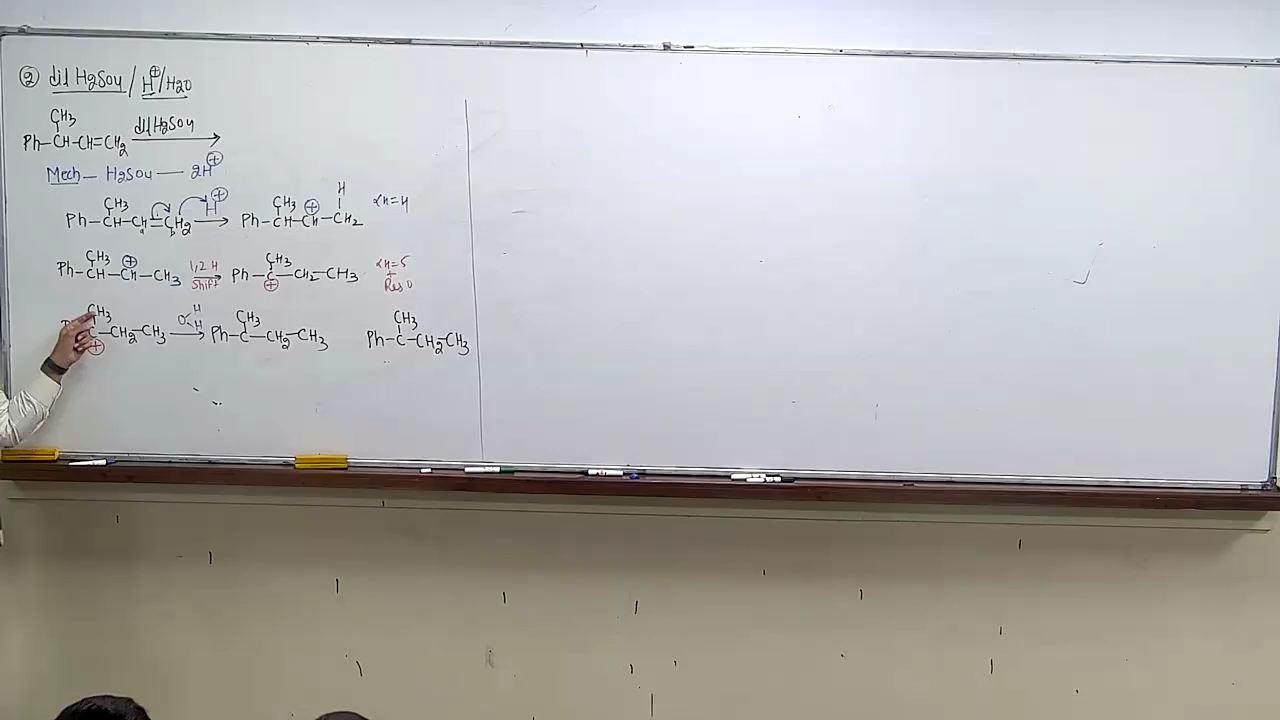 ② dil H2SO4 / H⊕/H2O
CH3
Ph-CH-CH=CH2 dil H2SO4 →
Mech - H2SO4 — 2H⊕
CH3 H⊕ CH3 ⊕ H αH=4
Ph-CH-CH=CH2 → Ph-CH-CH-CH2
a b
CH3 ⊕ 1,2 H CH3 αH=5
Ph-CH-CH-CH3 → Ph-C-CH2-CH3 +
Shift ⊕ Reso
CH3 O H CH3 CH3
C-CH2-CH3 H → Ph-C-CH2-CH3 Ph-C-CH2-CH3
⊕